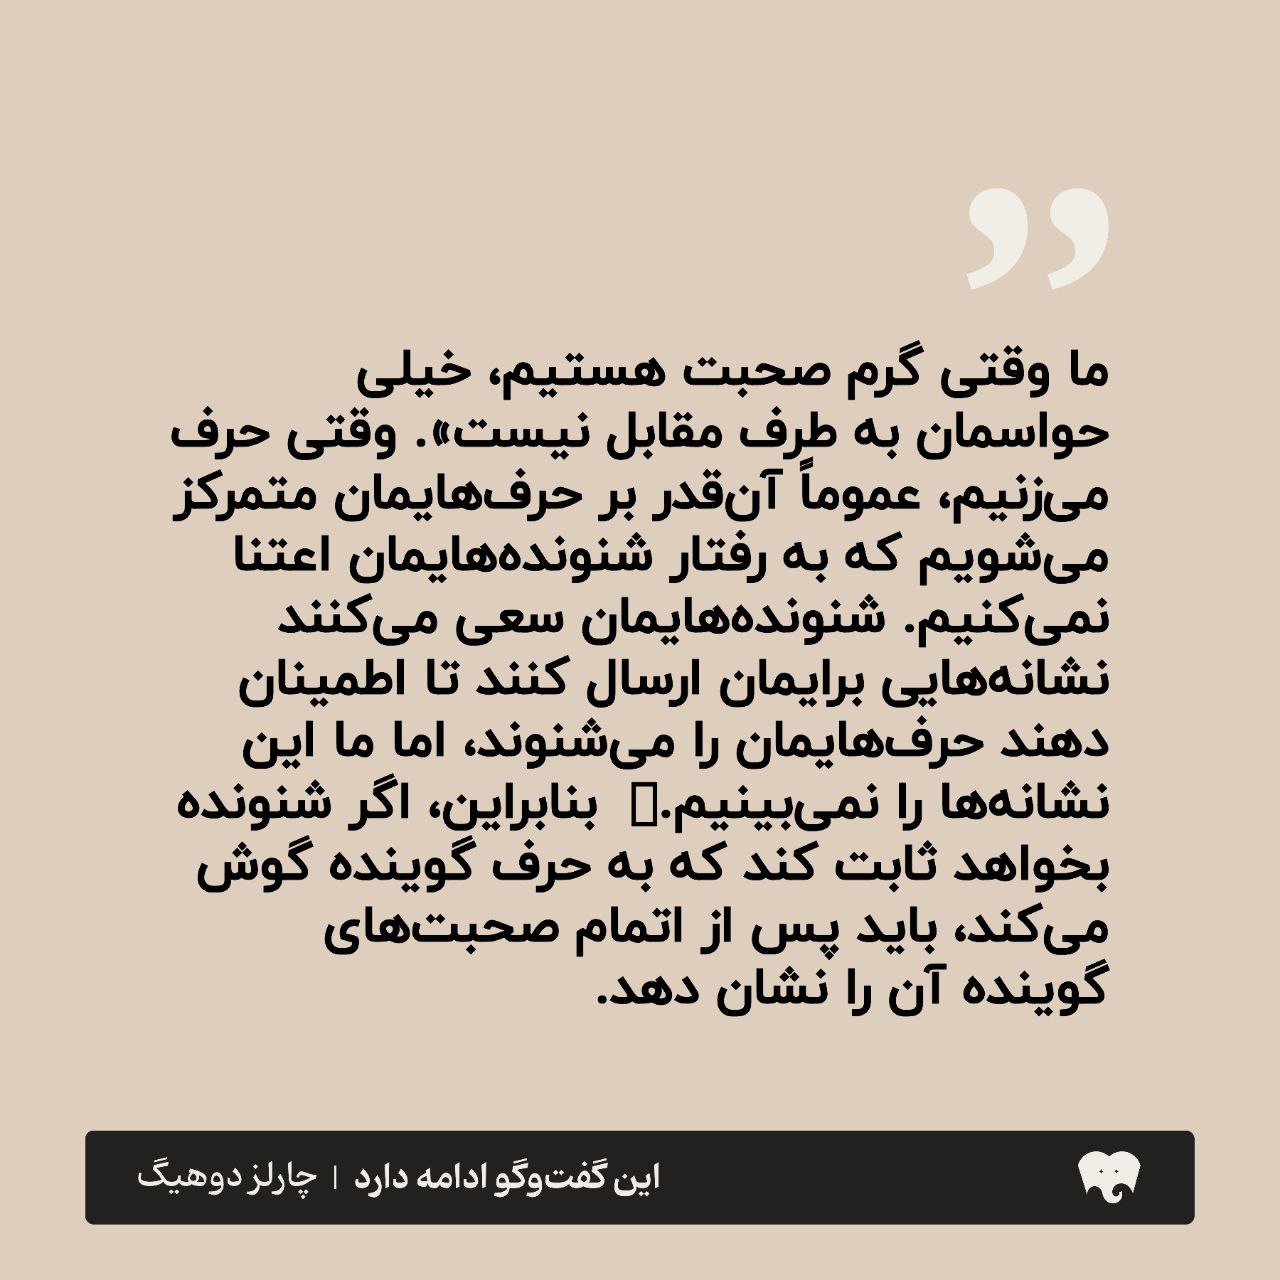 ”
ما وقتی گرم صحبت هستیم، خیلی
حواسمان به طرف مقابل نیست». وقتی حرف
می‌زنیم، عموماً آن‌قدر بر حرف‌هایمان متمرکز
می‌شویم که به رفتار شنونده‌هایمان اعتنا
نمی‌کنیم. شنونده‌هایمان سعی می‌کنند
نشانه‌هایی برایمان ارسال کنند تا اطمینان
دهند حرف‌هایمان را می‌شنوند، اما ما این
نشانه‌ها را نمی‌بینیم.▯ بنابراین، اگر شنونده
بخواهد ثابت کند که به حرف گوینده گوش
می‌کند، باید پس از اتمام صحبت‌های
گوینده آن را نشان دهد.
این گفت‌وگو ادامه دارد | چارلز دوهیگ